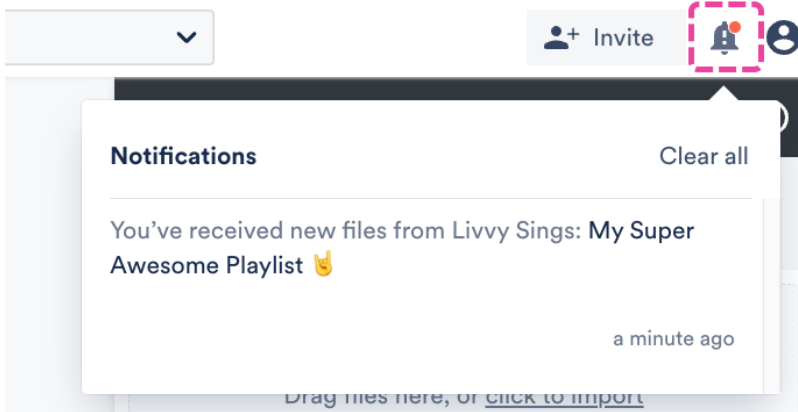 Invite
Notifications
Clear all
You’ve received new files from Livvy Sings: My Super
Awesome Playlist 🤘
a minute ago
Drag files here, or click to import